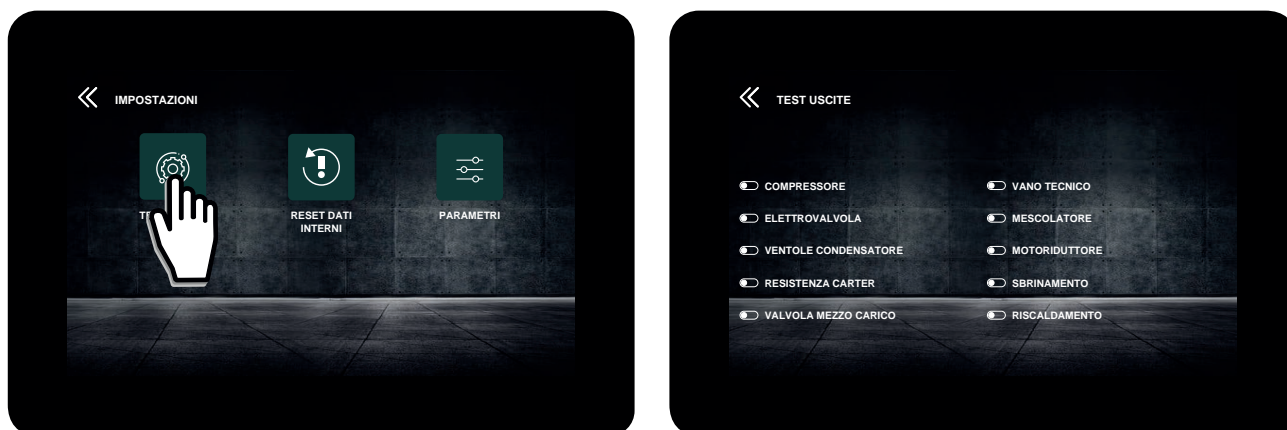 IMPOSTAZIONI
RESET DATI
INTERNI
PARAMETRI
TEST USCITE
COMPRESSORE
ELETTROVALVOLA
VENTOLE CONDENSATORE
RESISTENZA CARTER
VALVOLA MEZZO CARICO
VANO TECNICO
MESCOLATORE
MOTORIDUTTORE
SBRINAMENTO
RISCALDAMENTO